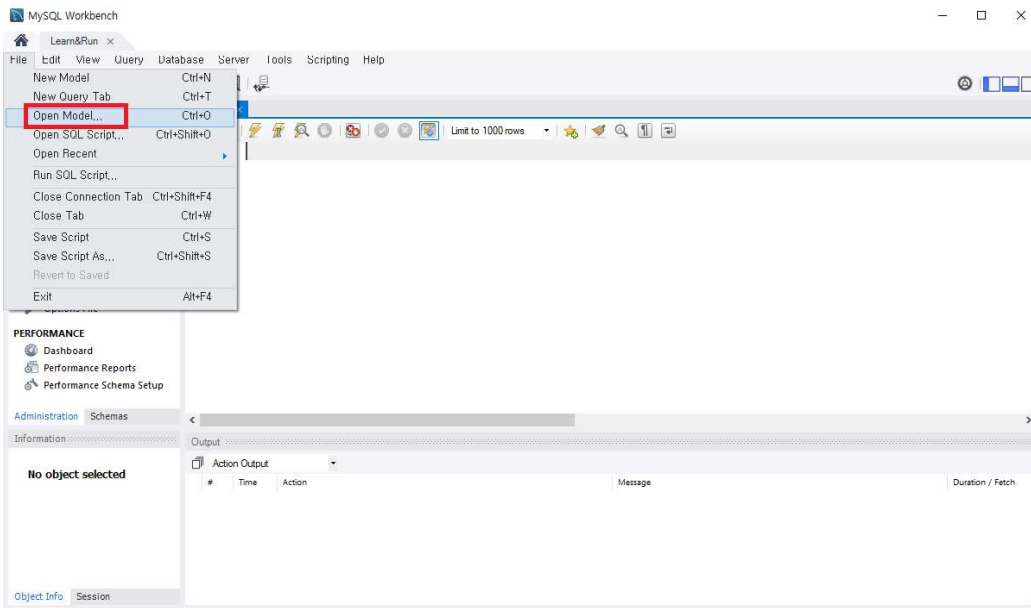 MySQL Workbench
Learn&Run ×
File Edit View Query Database Server Tools Scripting Help
New Model Ctrl+N
New Query Tab Ctrl+T
Open Model... Ctrl+O
Open SQL Script... Ctrl+Shift+O
Limit to 1000 rows
Open Recent
Run SQL Script...
Close Connection Tab Ctrl+Shift+F4
Close Tab Ctrl+W
Save Script Ctrl+S
Save Script As... Ctrl+Shift+S
Revert to Saved
Exit Alt+F4
Options File
PERFORMANCE
Dashboard
Performance Reports
Performance Schema Setup
Administration Schemas
Information
Output
No object selected
Action Output
# Time Action Message Duration / Fetch
Object Info Session